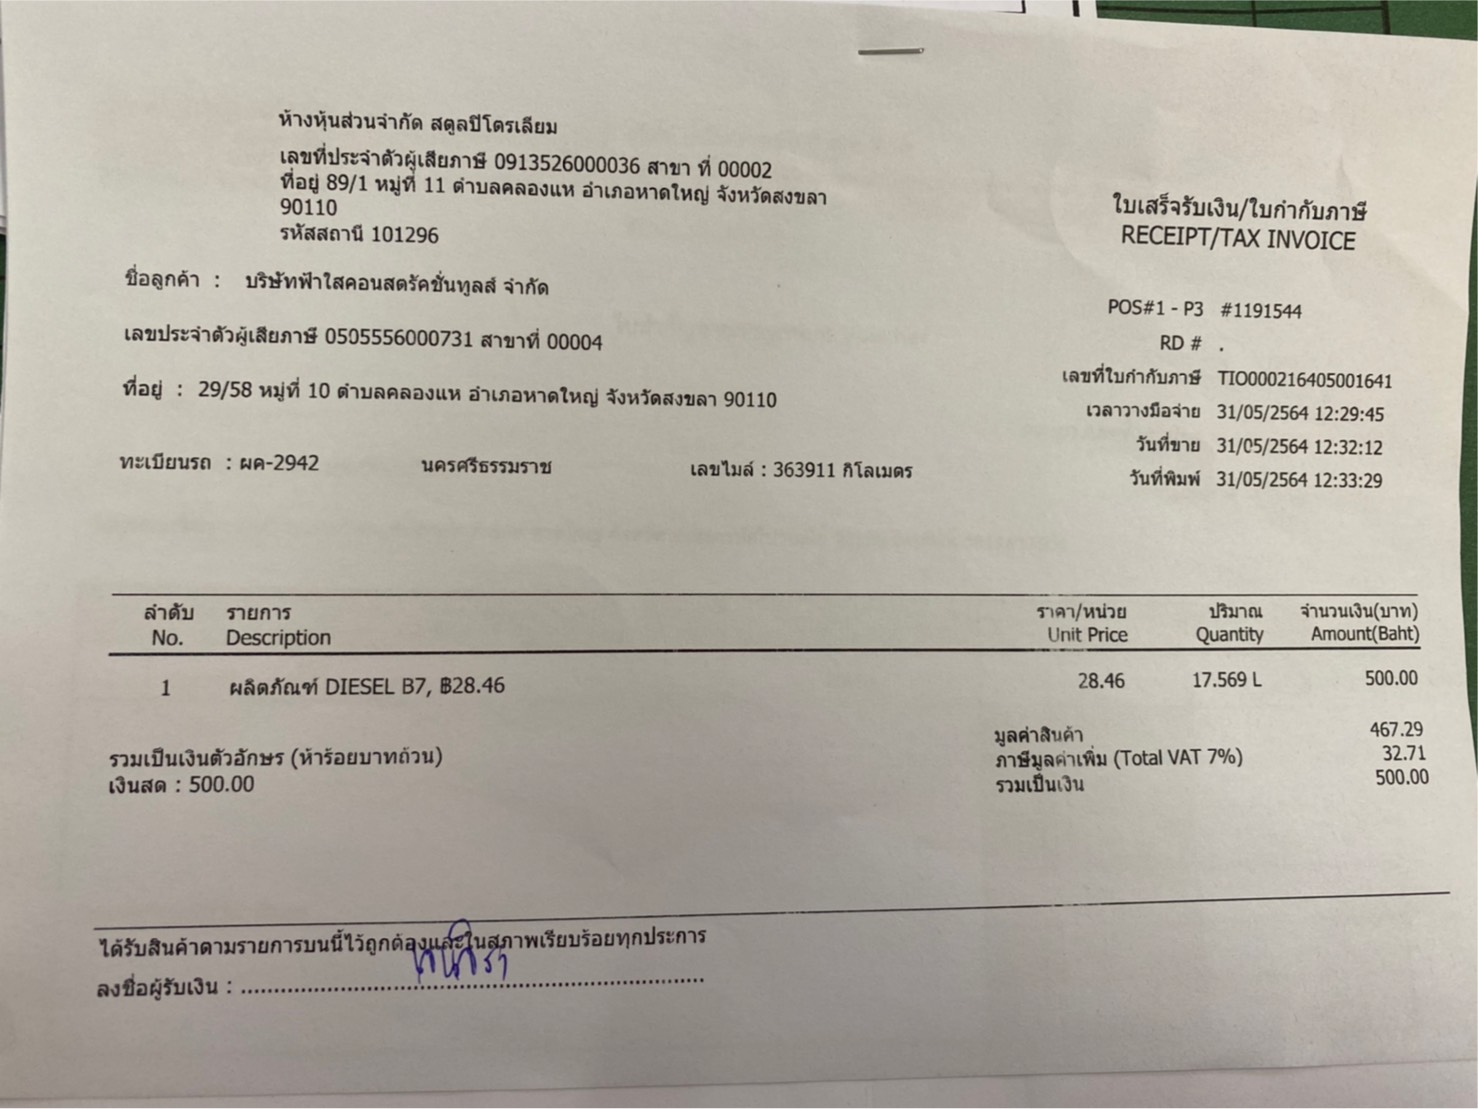 ห้างหุ้นส่วนจำกัด สตูลปิโตรเลียม
เลขที่ประจำตัวผู้เสียภาษี 0913526000036 สาขา ที่ 00002
ที่อยู่ 89/1 หมู่ที่ 11 ตำบลคลองแห อำเภอหาดใหญ่ จังหวัดสงขลา
90110
รหัสสถานี 101296
ใบเสร็จรับเงิน/ใบกำกับภาษี
RECEIPT/TAX INVOICE
ชื่อลูกค้า : บริษัทฟ้าใสคอนสตรัคชั่นทูลส์ จำกัด
เลขประจำตัวผู้เสียภาษี 0505556000731 สาขาที่ 00004
ที่อยู่ : 29/58 หมู่ที่ 10 ตำบลคลองแห อำเภอหาดใหญ่ จังหวัดสงขลา 90110
ทะเบียนรถ : ผค-2942 นครศรีธรรมราช เลขไมล์ : 363911 กิโลเมตร
POS#1 - P3 #1191544
RD # .
เลขที่ใบกำกับภาษี TIO000216405001641
เวลาวางมือจ่าย 31/05/2564 12:29:45
วันที่ขาย 31/05/2564 12:32:12
วันที่พิมพ์ 31/05/2564 12:33:29
ลำดับ รายการ ราคา/หน่วย ปริมาณ จำนวนเงิน(บาท)
No. Description Unit Price Quantity Amount(Baht)
1 ผลิตภัณฑ์ DIESEL B7, ฿28.46 28.46 17.569 L 500.00
มูลค่าสินค้า 467.29
ภาษีมูลค่าเพิ่ม (Total VAT 7%) 32.71
รวมเป็นเงิน 500.00
รวมเป็นเงินตัวอักษร (ห้าร้อยบาทถ้วน)
เงินสด : 500.00
ได้รับสินค้าตามรายการบนนี้ไว้ถูกต้องและในสภาพเรียบร้อยทุกประการ
ลงชื่อผู้รับเงิน : ......................................................................